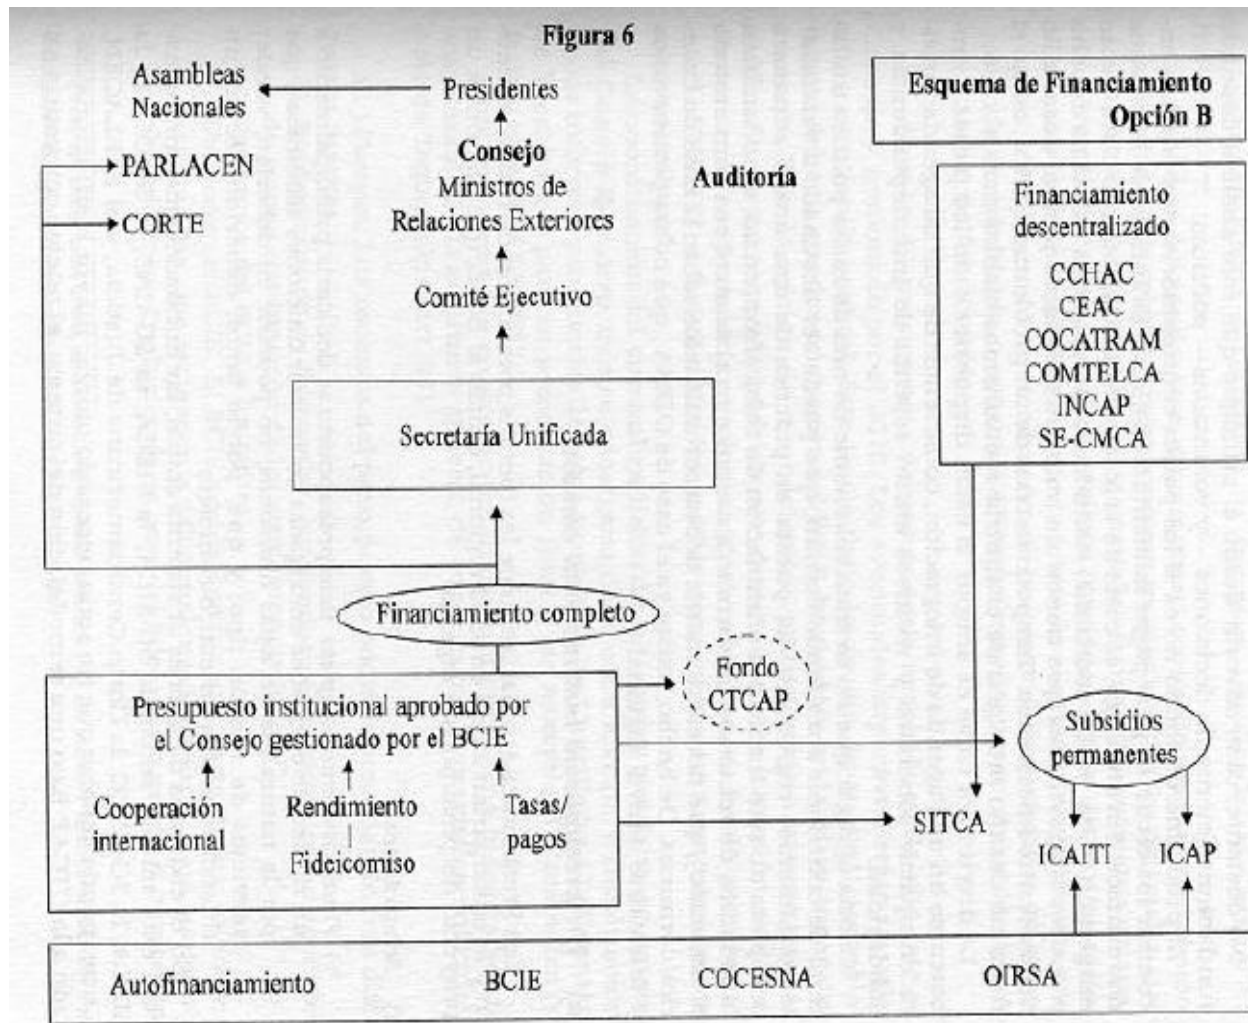 Figura 6
Asambleas
Nacionales
Presidentes
Esquema de Financiamiento
Opción B
Consejo
Ministros de
Relaciones Exteriores
PARLACEN
CORTE
Auditoría
Comité Ejecutivo
Financiamiento
descentralizado
CCHAC
CEAC
COCATRAM
COMTELCA
INCAP
SE-CMCA
Secretaría Unificada
Financiamiento completo
Fondo
CTCAP
Presupuesto institucional aprobado por
el Consejo gestionado por el BCIE
Subsidios
permanentes
Cooperación
internacional
Rendimiento
Fideicomiso
Tasas/
pagos
SITCA
ICAITI
ICAP
Autofinanciamiento
BCIE
COCESNA
OIRSA